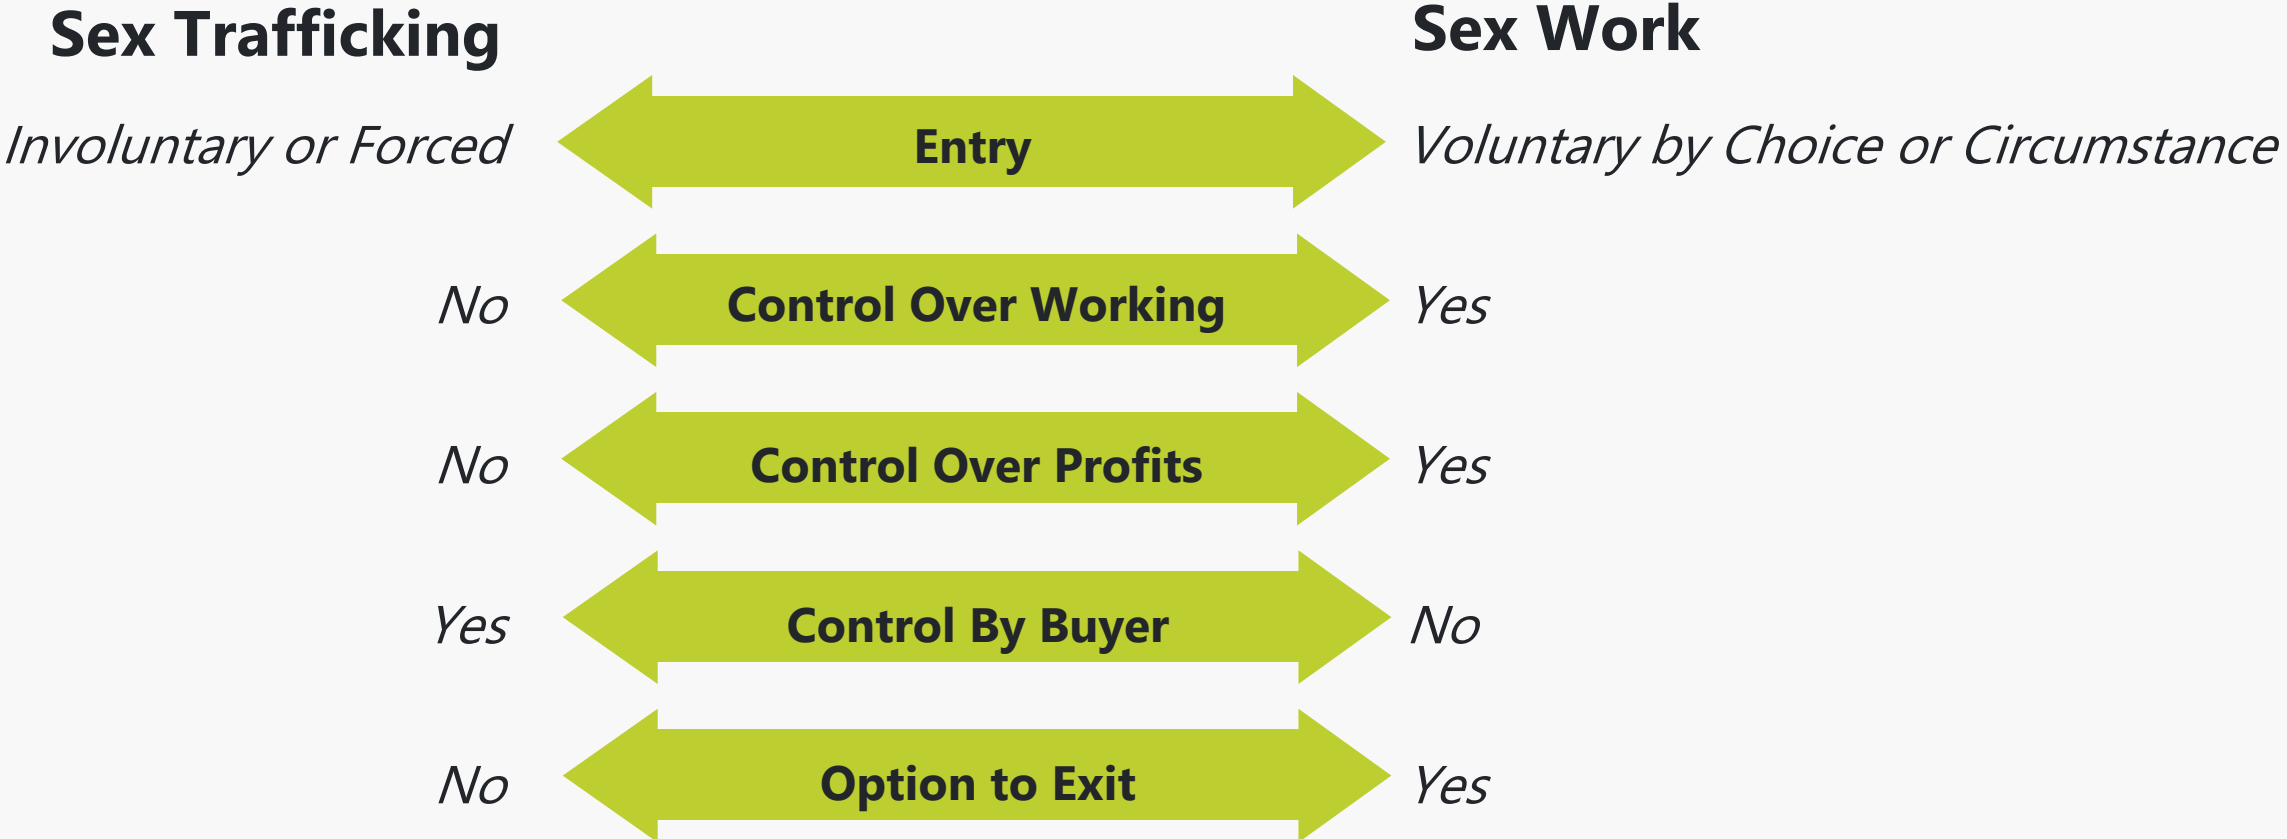 Sex Trafficking
Sex Work
Involuntary or Forced
Entry
Voluntary by Choice or Circumstance
No
Control Over Working
Yes
No
Control Over Profits
Yes
Yes
Control By Buyer
No
No
Option to Exit
Yes